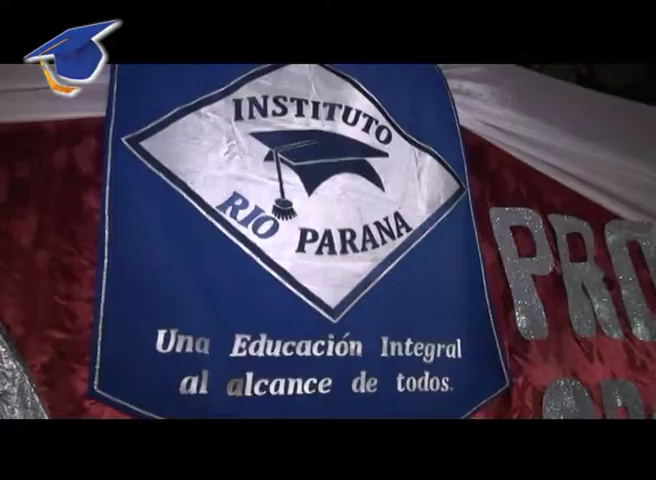 INSTITUTO
RIO PARANA
Una Educación Integral
al alcance de todos.
PRO